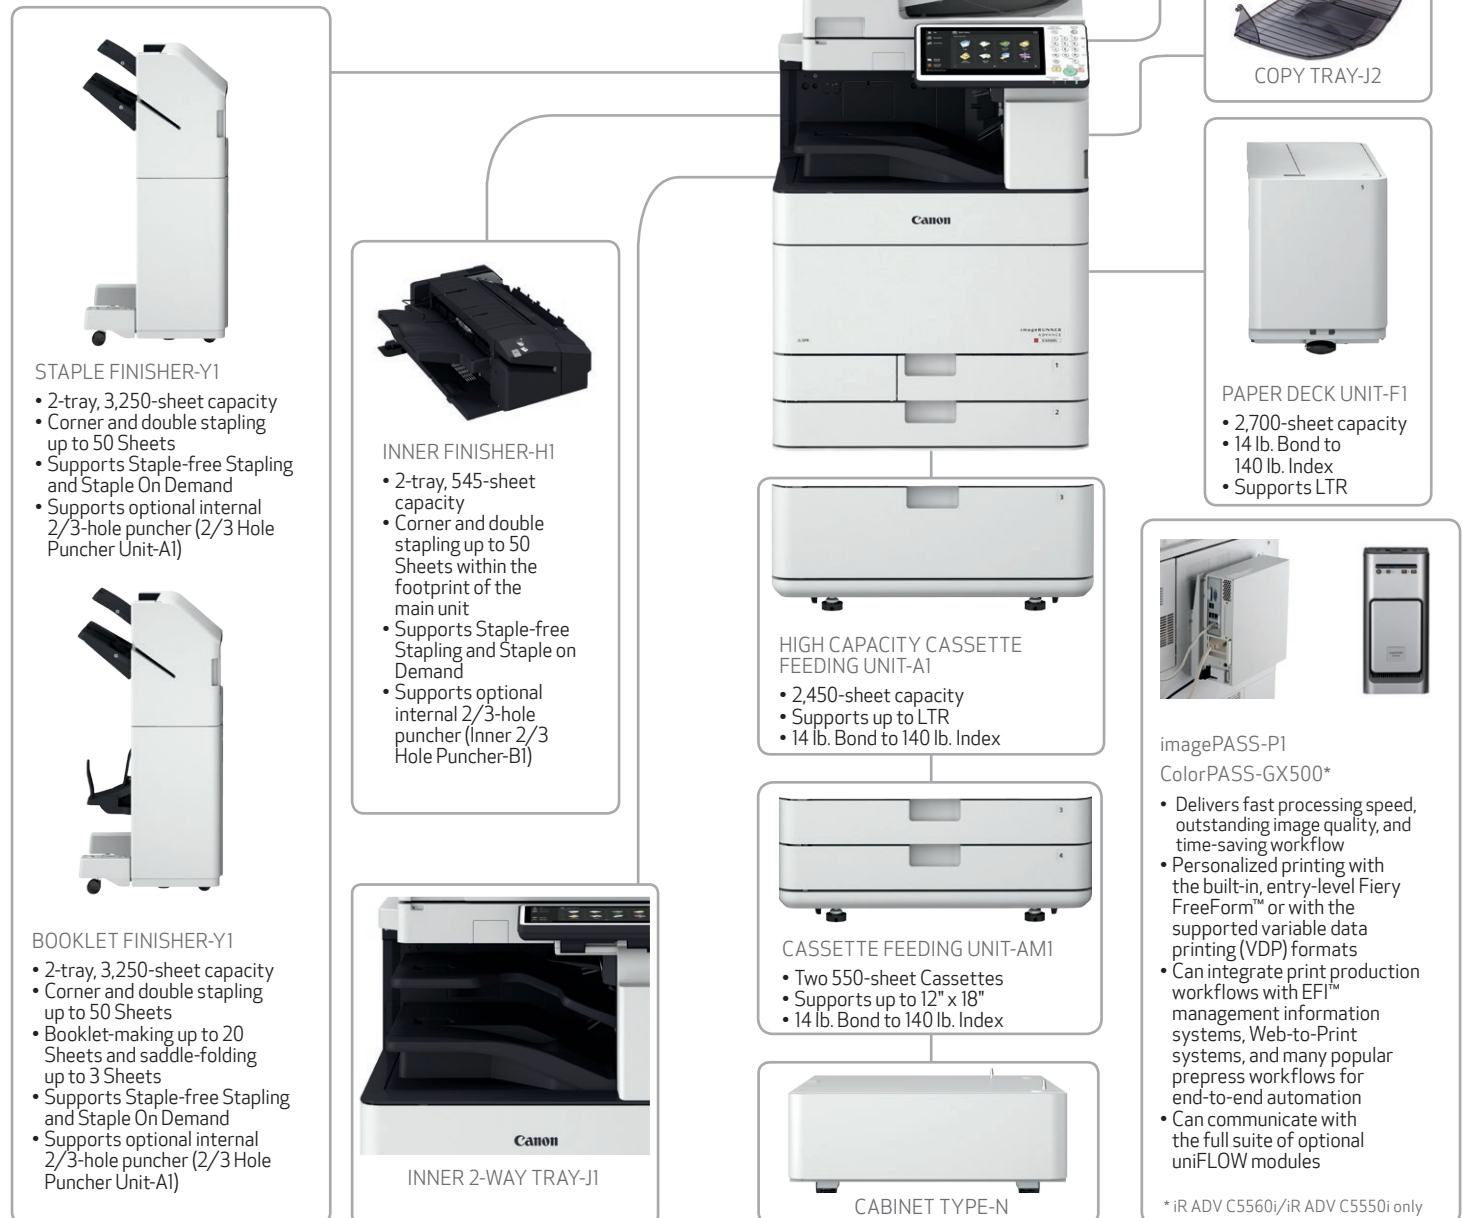 COPY TRAY-J2
Canon
imageRUNNER
ADVANCE
1
2
5
STAPLE FINISHER-Y1
• 2-tray, 3,250-sheet capacity
• Corner and double stapling
up to 50 Sheets
• Supports Staple-free Stapling
and Staple On Demand
• Supports optional internal
2/3-hole puncher (2/3 Hole
Puncher Unit-A1)
BOOKLET FINISHER-Y1
• 2-tray, 3,250-sheet capacity
• Corner and double stapling
up to 50 Sheets
• Booklet-making up to 20
Sheets and saddle-folding
up to 3 Sheets
• Supports Staple-free Stapling
and Staple On Demand
• Supports optional internal
2/3-hole puncher (2/3 Hole
Puncher Unit-A1)
INNER FINISHER-H1
• 2-tray, 545-sheet
capacity
• Corner and double
stapling up to 50
Sheets within the
footprint of the
main unit
• Supports Staple-free
Stapling and Staple on
Demand
• Supports optional
internal 2/3-hole
puncher (Inner 2/3
Hole Puncher-B1)
Canon
INNER 2-WAY TRAY-J1
3
HIGH CAPACITY CASSETTE
FEEDING UNIT-A1
• 2,450-sheet capacity
• Supports up to LTR
• 14 lb. Bond to 140 lb. Index
3
4
CASSETTE FEEDING UNIT-AM1
• Two 550-sheet Cassettes
• Supports up to 12" x 18"
• 14 lb. Bond to 140 lb. Index
CABINET TYPE-N
PAPER DECK UNIT-F1
• 2,700-sheet capacity
• 14 lb. Bond to
140 lb. Index
• Supports LTR
imagePASS-P1
ColorPASS-GX500*
• Delivers fast processing speed,
outstanding image quality, and
time-saving workflow
• Personalized printing with
the built-in, entry-level Fiery
FreeForm™ or with the
supported variable data
printing (VDP) formats
• Can integrate print production
workflows with EFI™
management information
systems, Web-to-Print
systems, and many popular
prepress workflows for
end-to-end automation
• Can communicate with
the full suite of optional
uniFLOW modules
* iR ADV C5560i/iR ADV C5550i only